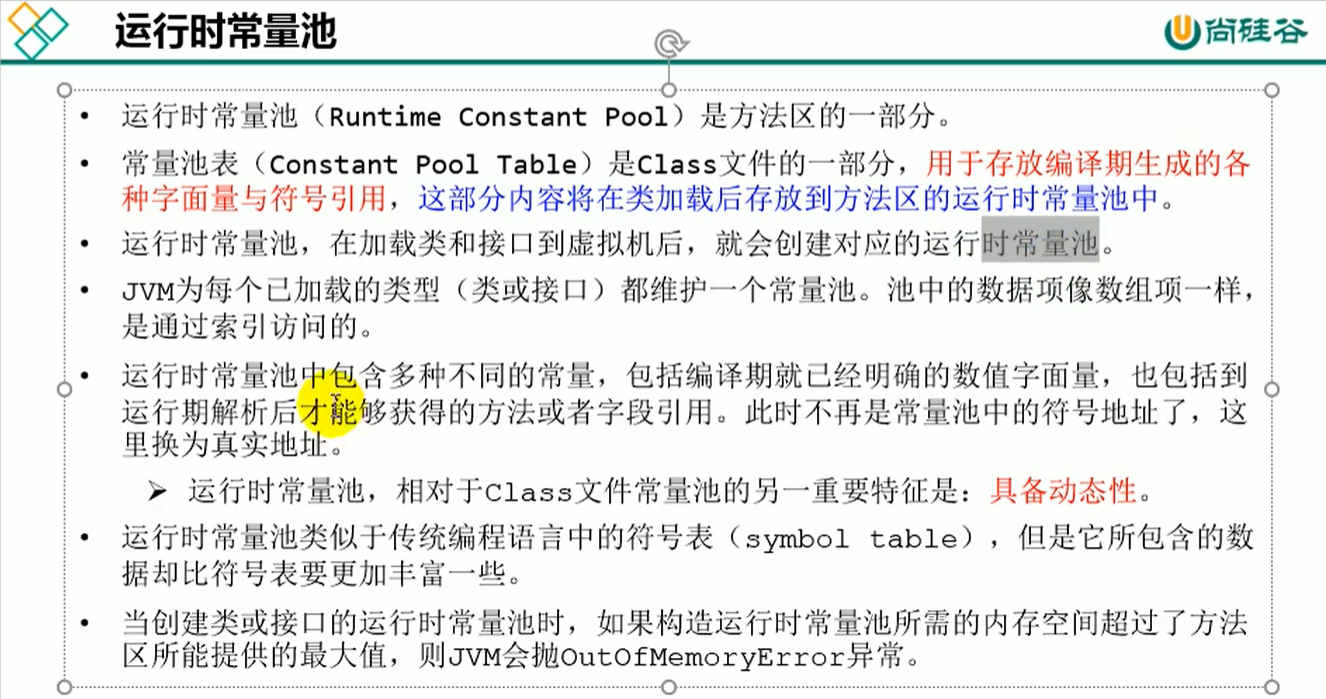 运行时常量池
尚硅谷
• 运行时常量池（Runtime Constant Pool）是方法区的一部分。
• 常量池表（Constant Pool Table）是Class文件的一部分，用于存放编译期生成的各
种字面量与符号引用，这部分内容将在类加载后存放到方法区的运行时常量池中。
• 运行时常量池，在加载类和接口到虚拟机后，就会创建对应的运行时常量池。
• JVM为每个已加载的类型（类或接口）都维护一个常量池。池中的数据项像数组项一样，
是通过索引访问的。
• 运行时常量池中包含多种不同的常量，包括编译期就已经明确的数值字面量，也包括到
运行期解析后才能够获得的方法或者字段引用。此时不再是常量池中的符号地址了，这
里换为真实地址。
➢ 运行时常量池，相对于Class文件常量池的另一重要特征是：具备动态性。
• 运行时常量池类似于传统编程语言中的符号表（symbol table），但是它所包含的数
据却比符号表要更加丰富一些。
• 当创建类或接口的运行时常量池时，如果构造运行时常量池所需的内存空间超过了方法
区所能提供的最大值，则JVM会抛OutOfMemoryError异常。